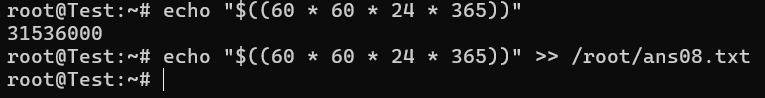 root@Test:~# echo "$((60 * 60 * 24 * 365))"
31536000
root@Test:~# echo "$((60 * 60 * 24 * 365))" >> /root/ans08.txt
root@Test:~#